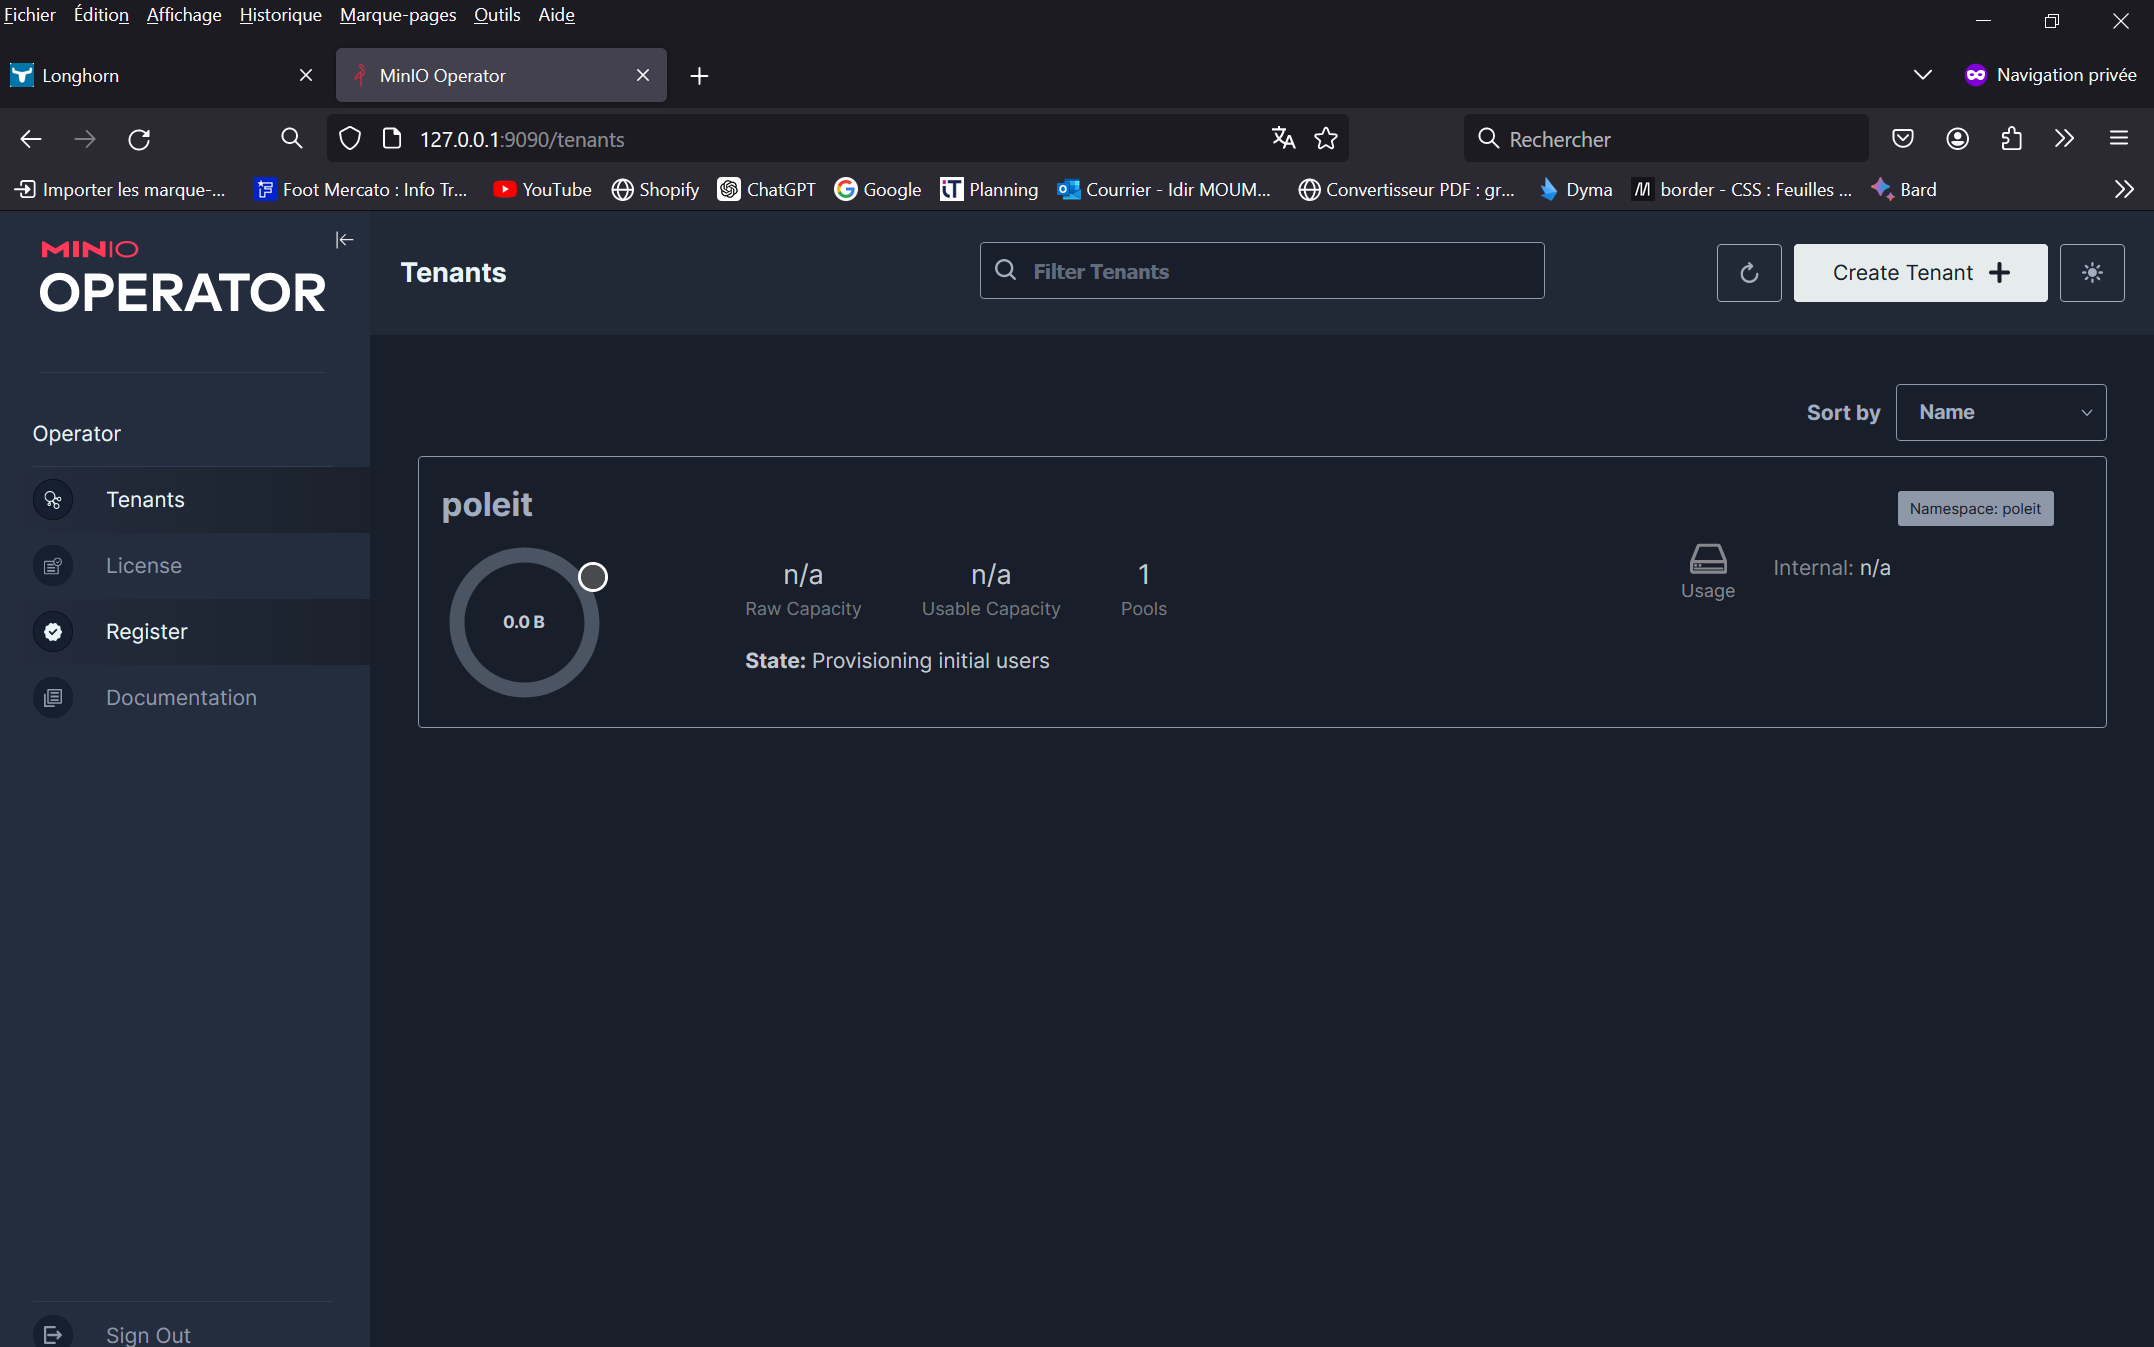 Fichier Édition Affichage Historique Marque-pages Outils Aide
Longhorn
MinIO Operator
Navigation privée
127.0.0.1:9090/tenants
Rechercher
Importer les marque-...
Foot Mercato : Info Tr...
YouTube
Shopify
ChatGPT
Google
Planning
Courrier - Idir MOUM...
Convertisseur PDF : gr...
Dyma
border - CSS : Feuilles ...
Bard
MINIO
OPERATOR
Tenants
Filter Tenants
Create Tenant
Operator
Tenants
License
Register
Documentation
Sign Out
Sort by
Name
poleit
Namespace: poleit
0.0 B
n/a
Raw Capacity
n/a
Usable Capacity
1
Pools
State: Provisioning initial users
Usage
Internal: n/a